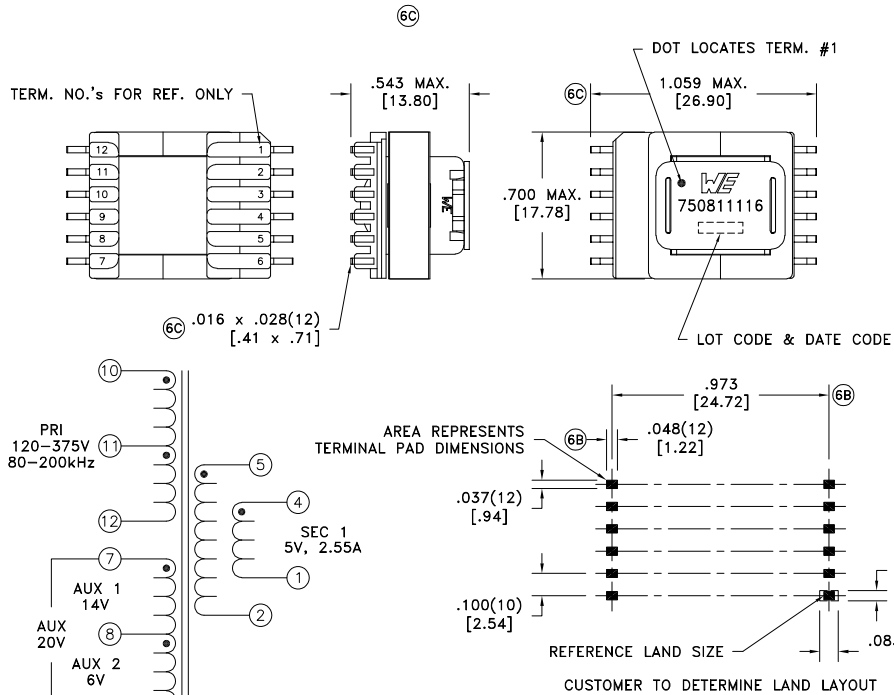 6C
DOT LOCATES TERM. #1
TERM. NO.'s FOR REF. ONLY
.543 MAX.
[13.80]
6C
1.059 MAX.
[26.90]
12
11
10
9
8
7
1
2
3
4
5
6
WE
.700 MAX.
[17.78]
WE
750811116
6C .016 x .028(12)
[.41 x .71]
LOT CODE & DATE CODE
10
PRI
120-375V
80-200kHz
11
12
5
4
SEC 1
5V, 2.55A
1
2
7
AUX 1
14V
AUX
20V
8
AUX 2
6V
.973
[24.72]
6B
AREA REPRESENTS
TERMINAL PAD DIMENSIONS
6B
.048(12)
[1.22]
.037(12)
[.94]
.100(10)
[2.54]
REFERENCE LAND SIZE
.08
CUSTOMER TO DETERMINE LAND LAYOUT